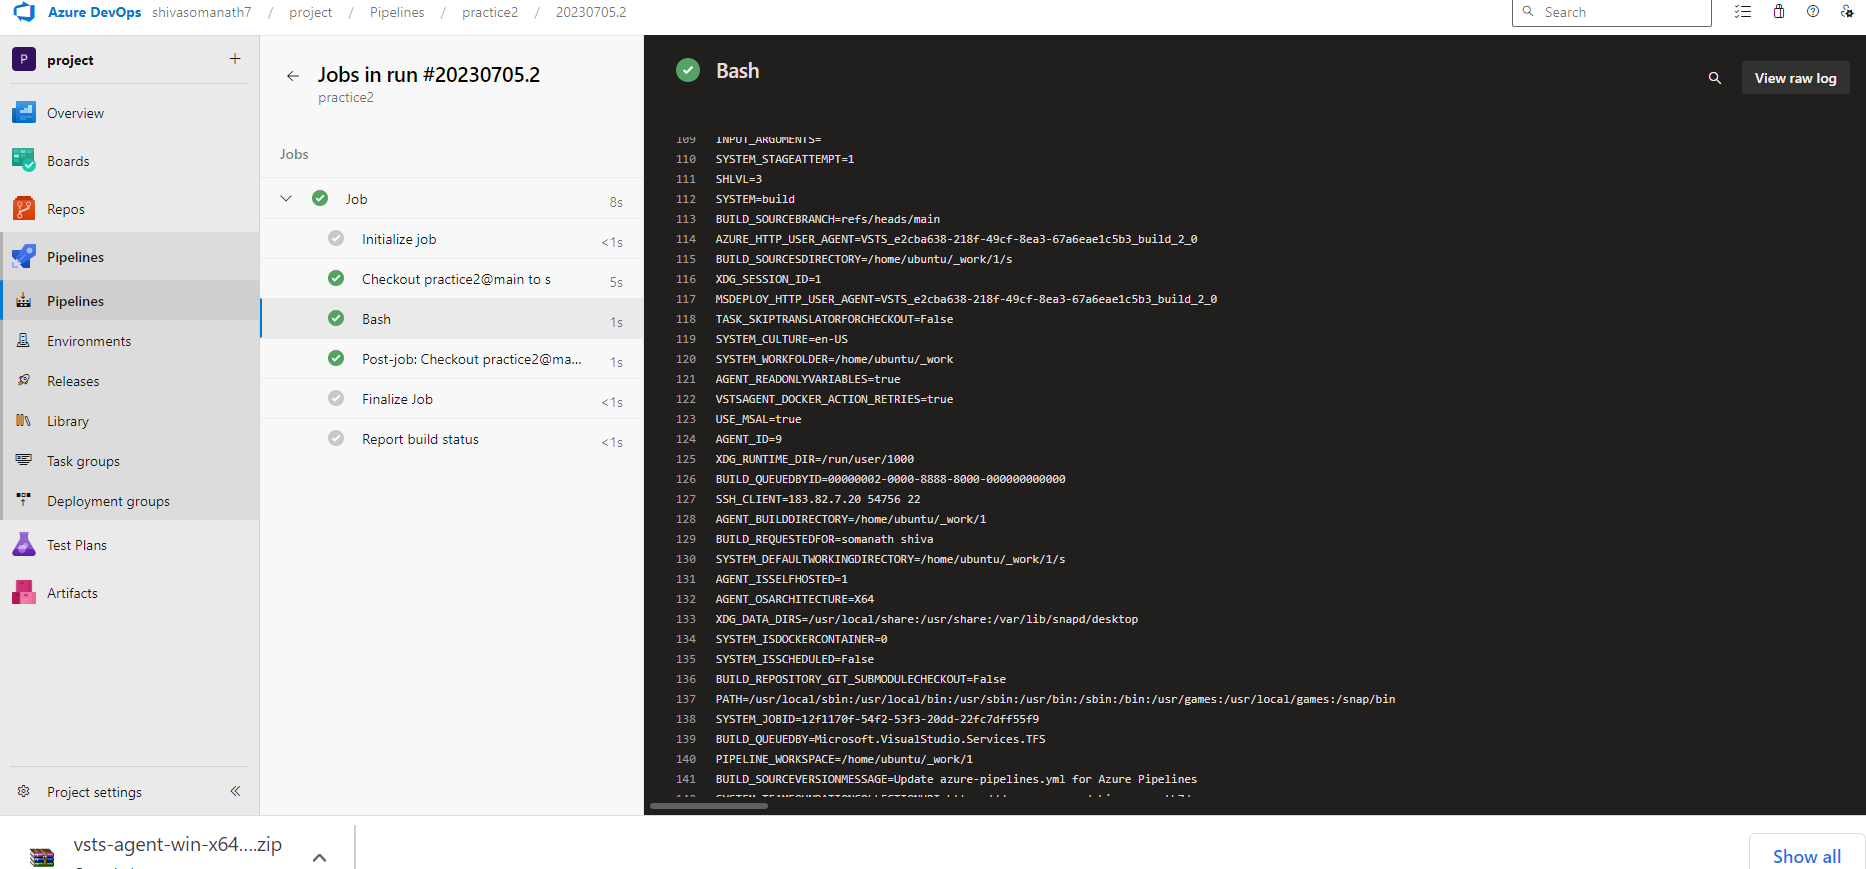 Azure DevOps shivasomanath7 / project / Pipelines / practice2 / 20230705.2
Search
P project +
Overview
Boards
Repos
Pipelines
Pipelines
Environments
Releases
Library
Task groups
Deployment groups
Test Plans
Artifacts
Project settings
Jobs in run #20230705.2
practice2
Jobs
Job 8s
Initialize job <1s
Checkout practice2@main to s 5s
Bash 1s
Post-job: Checkout practice2@ma... 1s
Finalize Job <1s
Report build status <1s
Bash
View raw log
109 INPUT_ARGUMENTS=
110 SYSTEM_STAGEATTEMPT=1
111 SHLVL=3
112 SYSTEM=build
113 BUILD_SOURCEBRANCH=refs/heads/main
114 AZURE_HTTP_USER_AGENT=VSTS_e2cba638-218f-49cf-8ea3-67a6eae1c5b3_build_2_0
115 BUILD_SOURCESDIRECTORY=/home/ubuntu/_work/1/s
116 XDG_SESSION_ID=1
117 MSDEPLOY_HTTP_USER_AGENT=VSTS_e2cba638-218f-49cf-8ea3-67a6eae1c5b3_build_2_0
118 TASK_SKIPTRANSLATORFORCHECKOUT=False
119 SYSTEM_CULTURE=en-US
120 SYSTEM_WORKFOLDER=/home/ubuntu/_work
121 AGENT_READONLYVARIABLES=true
122 VSTSAGENT_DOCKER_ACTION_RETRIES=true
123 USE_MSAL=true
124 AGENT_ID=9
125 XDG_RUNTIME_DIR=/run/user/1000
126 BUILD_QUEUEDBYID=00000002-0000-8888-8000-000000000000
127 SSH_CLIENT=183.82.7.20 54756 22
128 AGENT_BUILDDIRECTORY=/home/ubuntu/_work/1
129 BUILD_REQUESTEDFOR=somanath shiva
130 SYSTEM_DEFAULTWORKINGDIRECTORY=/home/ubuntu/_work/1/s
131 AGENT_ISSELFHOSTED=1
132 AGENT_OSARCHITECTURE=X64
133 XDG_DATA_DIRS=/usr/local/share:/usr/share:/var/lib/snapd/desktop
134 SYSTEM_ISDOCKERCONTAINER=0
135 SYSTEM_ISSCHEDULED=False
136 BUILD_REPOSITORY_GIT_SUBMODULECHECKOUT=False
137 PATH=/usr/local/sbin:/usr/local/bin:/usr/sbin:/usr/bin:/sbin:/bin:/usr/games:/usr/local/games:/snap/bin
138 SYSTEM_JOBID=12f1170f-54f2-53f3-20dd-22fc7dff55f9
139 BUILD_QUEUEDBY=Microsoft.VisualStudio.Services.TFS
140 PIPELINE_WORKSPACE=/home/ubuntu/_work/1
141 BUILD_SOURCEVERSIONMESSAGE=Update azure-pipelines.yml for Azure Pipelines
vsts-agent-win-x64....zip
Show all